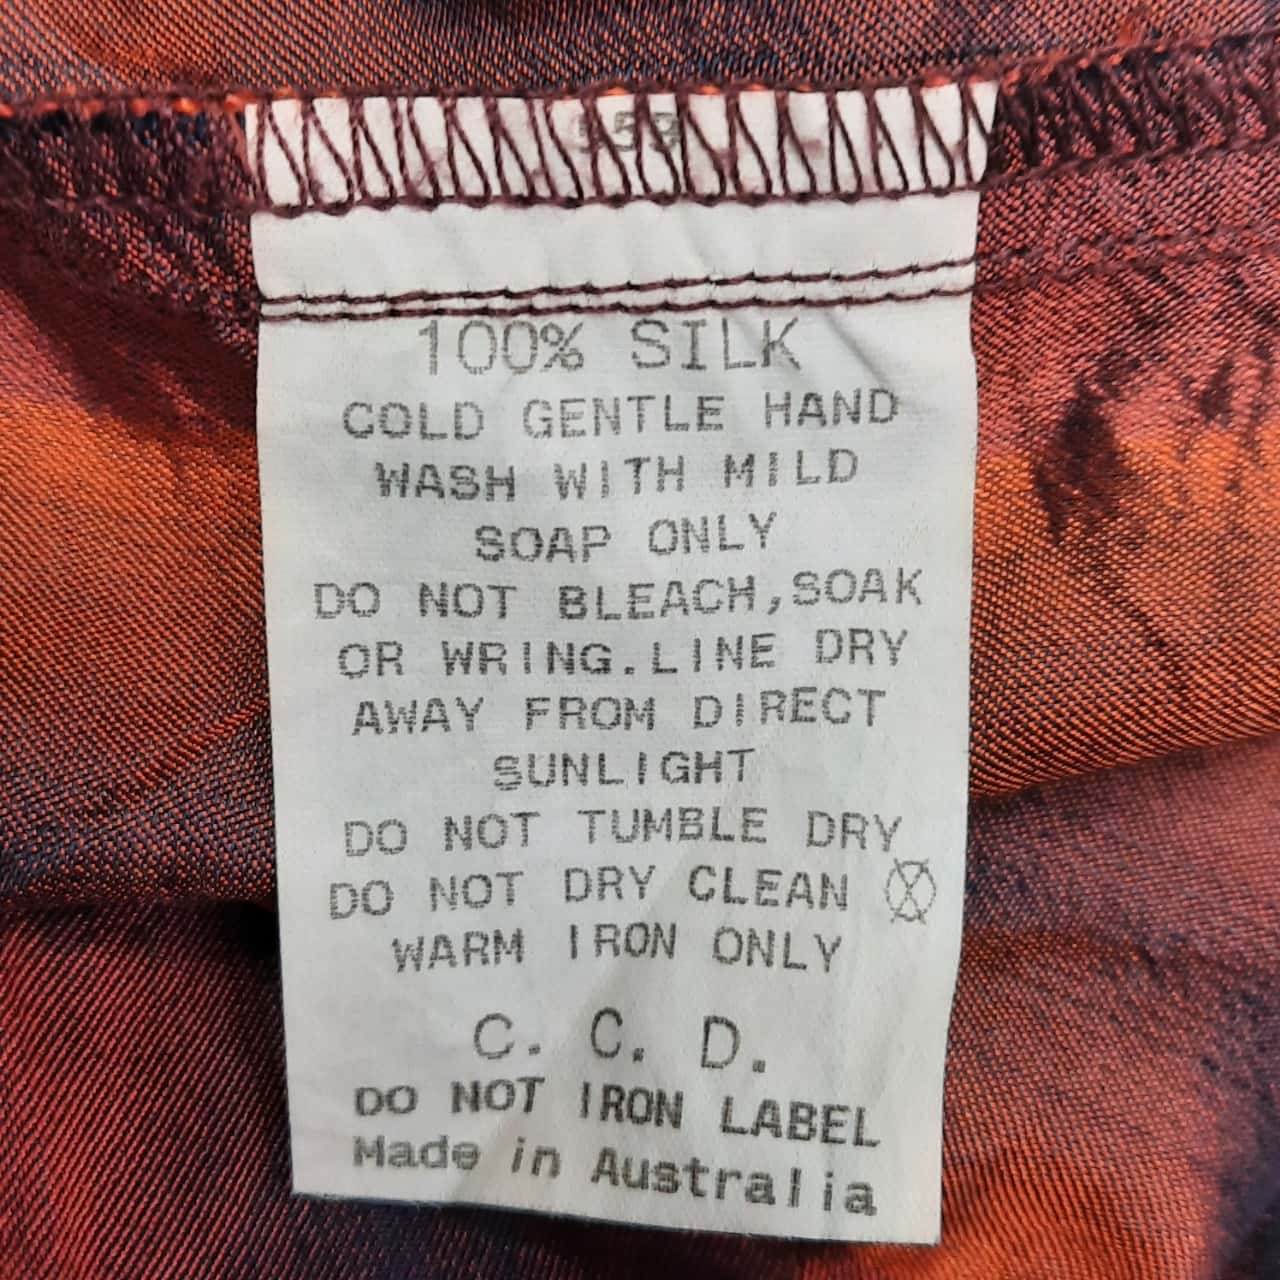 100% SILK
COLD GENTLE HAND
WASH WITH MILD
SOAP ONLY
DO NOT BLEACH,SOAK
OR WRING.LINE DRY
AWAY FROM DIRECT
SUNLIGHT
DO NOT TUMBLE DRY
DO NOT DRY CLEAN
WARM IRON ONLY
C. C. D.
DO NOT IRON LABEL
Made in Australia